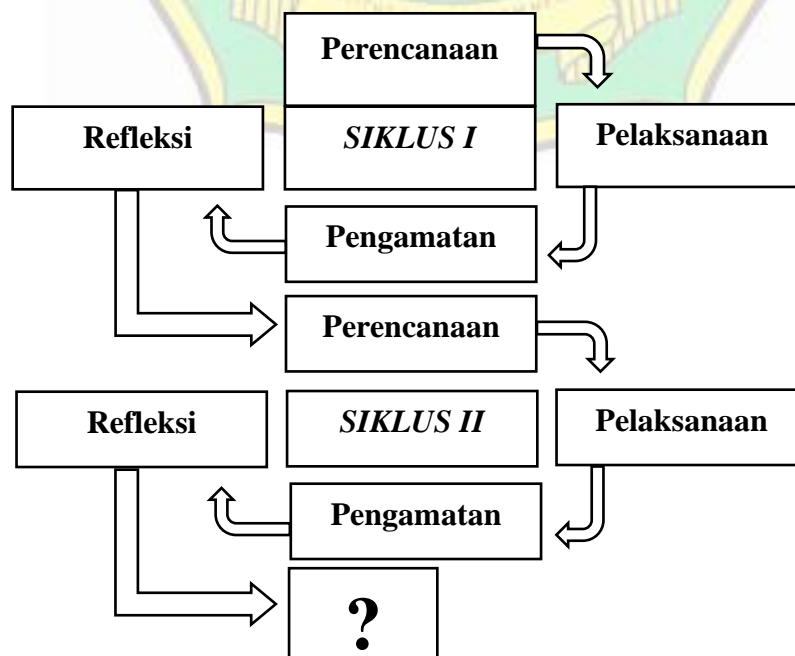 Perencanaan
Refleksi
SIKLUS I
Pelaksanaan
Pengamatan
Perencanaan
Refleksi
SIKLUS II
Pelaksanaan
Pengamatan
?